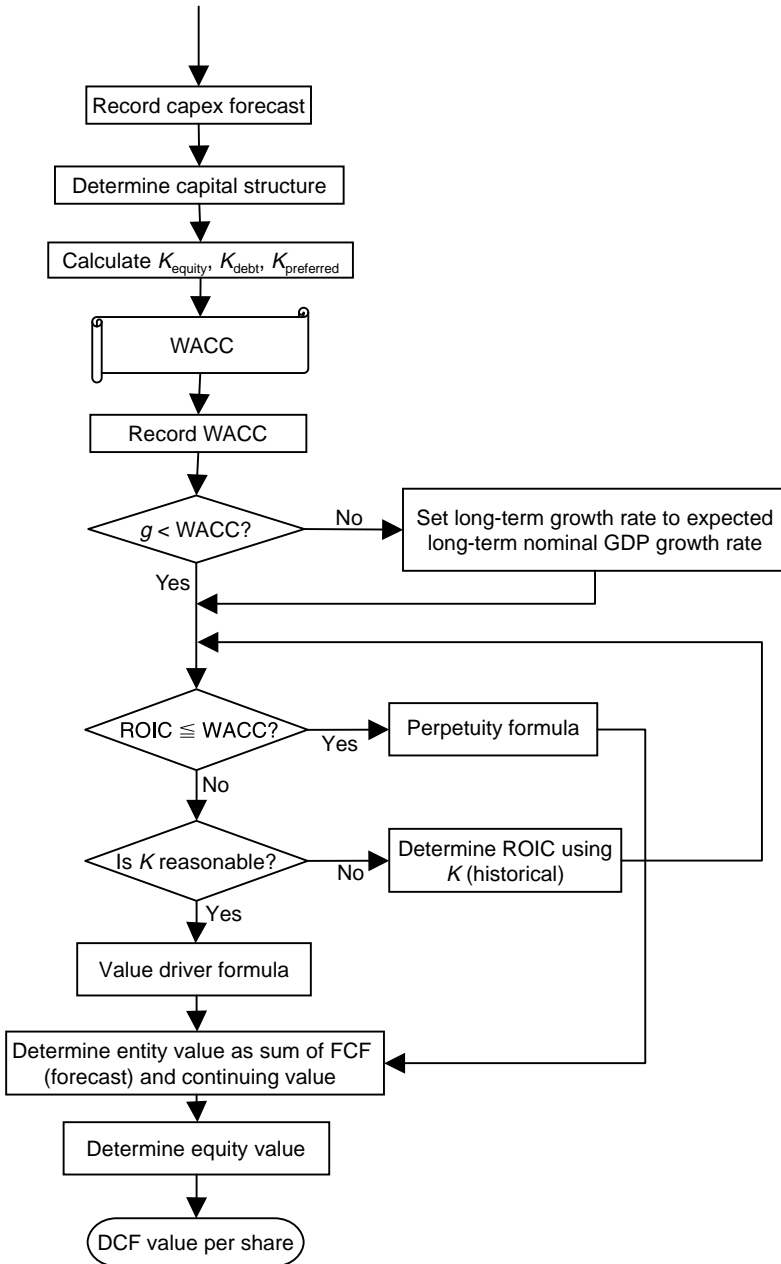 Record capex forecast
Determine capital structure
Calculate Kequity, Kdebt, Kpreferred
WACC
Record WACC
g < WACC?
No
Set long-term growth rate to expected
long-term nominal GDP growth rate
Yes
ROIC ≦ WACC?
Yes
Perpetuity formula
No
Is K reasonable?
No
Determine ROIC using
K (historical)
Yes
Value driver formula
Determine entity value as sum of FCF
(forecast) and continuing value
Determine equity value
DCF value per share